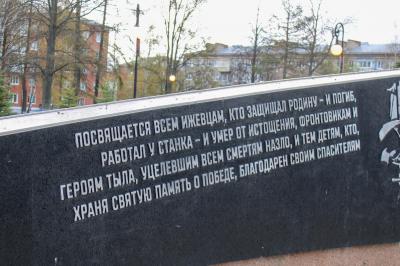 ПОСВЯЩАЕТСЯ ВСЕМ ИЖЕВЦАМ, КТО ЗАЩИЩАЛ РОДИНУ – И ПОГИБ,
РАБОТАЛ У СТАНКА – И УМЕР ОТ ИСТОЩЕНИЯ, ФРОНТОВИКАМ И
ГЕРОЯМ ТЫЛА, УЦЕЛЕВШИМ ВСЕМ СМЕРТЯМ НАЗЛО, И ТЕМ ДЕТЯМ, КТО,
ХРАНЯ СВЯТУЮ ПАМЯТЬ О ПОБЕДЕ, БЛАГОДАРЕН СВОИМ СПАСИТЕЛЯМ